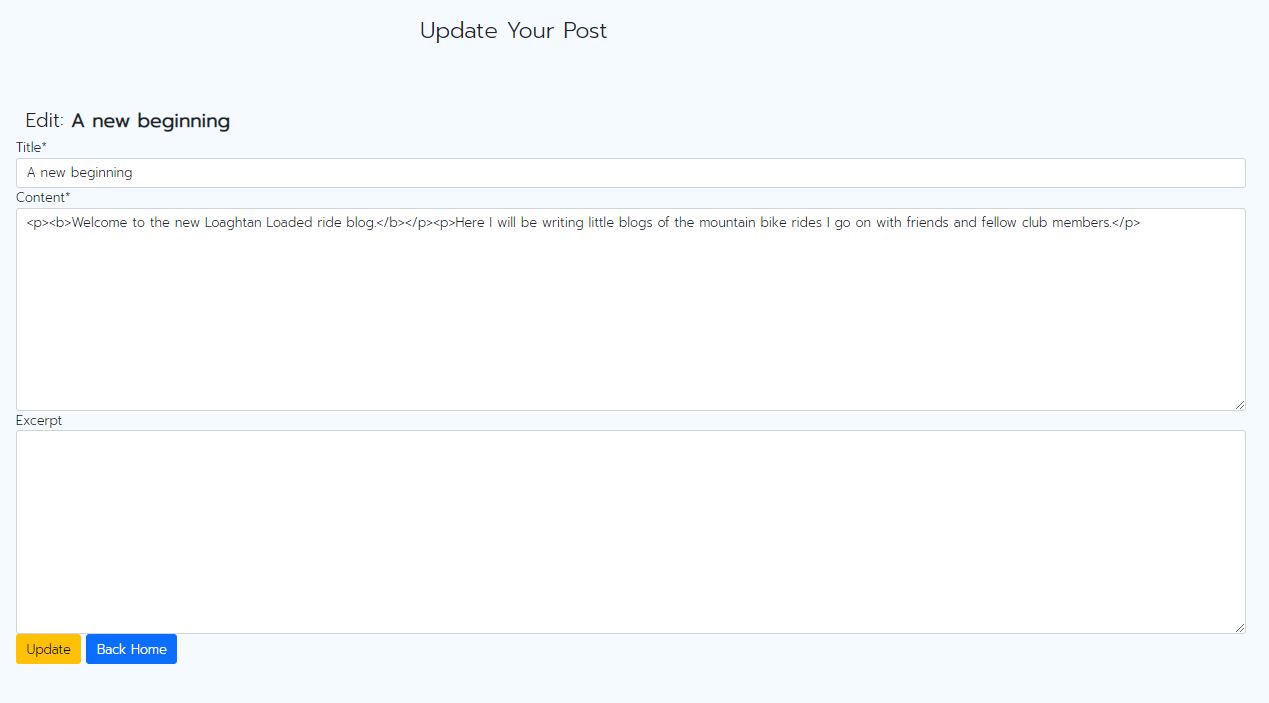 Update Your Post
Edit: A new beginning
Title*
A new beginning
Content*
<p><b>Welcome to the new Loaghtan Loaded ride blog.</b></p><p>Here I will be writing little blogs of the mountain bike rides I go on with friends and fellow club members.</p>
Excerpt
Update Back Home